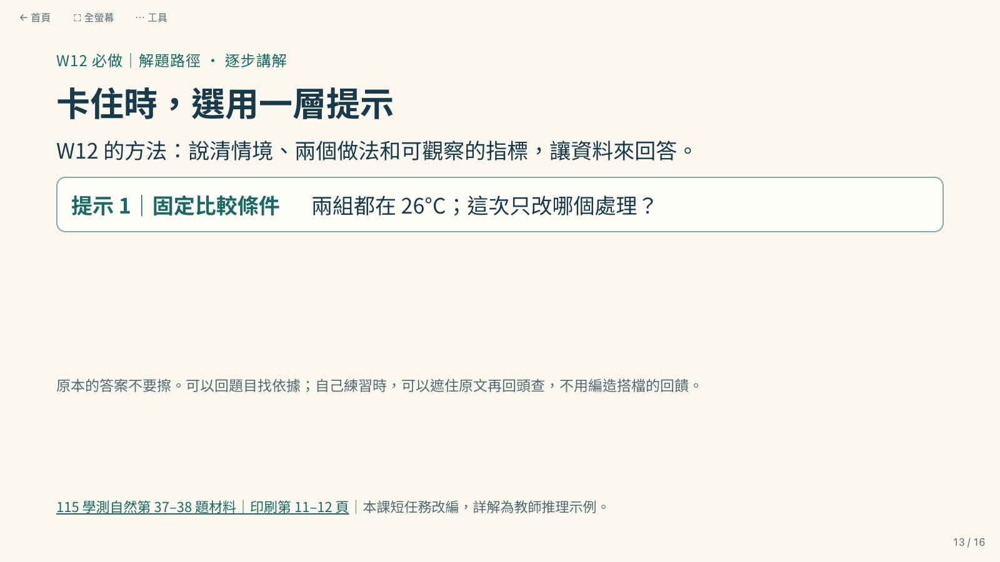 ← 首頁 ⛶ 全螢幕 ⋯ 工具
W12 必做｜解題路徑 · 逐步講解
卡住時，選用一層提示
W12 的方法：說清情境、兩個做法和可觀察的指標，讓資料來回答。
提示 1｜固定比較條件 兩組都在 26°C；這次只改哪個處理？
原本的答案不要擦。可以回題目找依據；自己練習時，可以遮住原文再回頭查，不用編造搭檔的回饋。
115 學測自然第 37–38 題材料｜印刷第 11–12 頁｜本課短任務改編，詳解為教師推理示例。
13 / 16